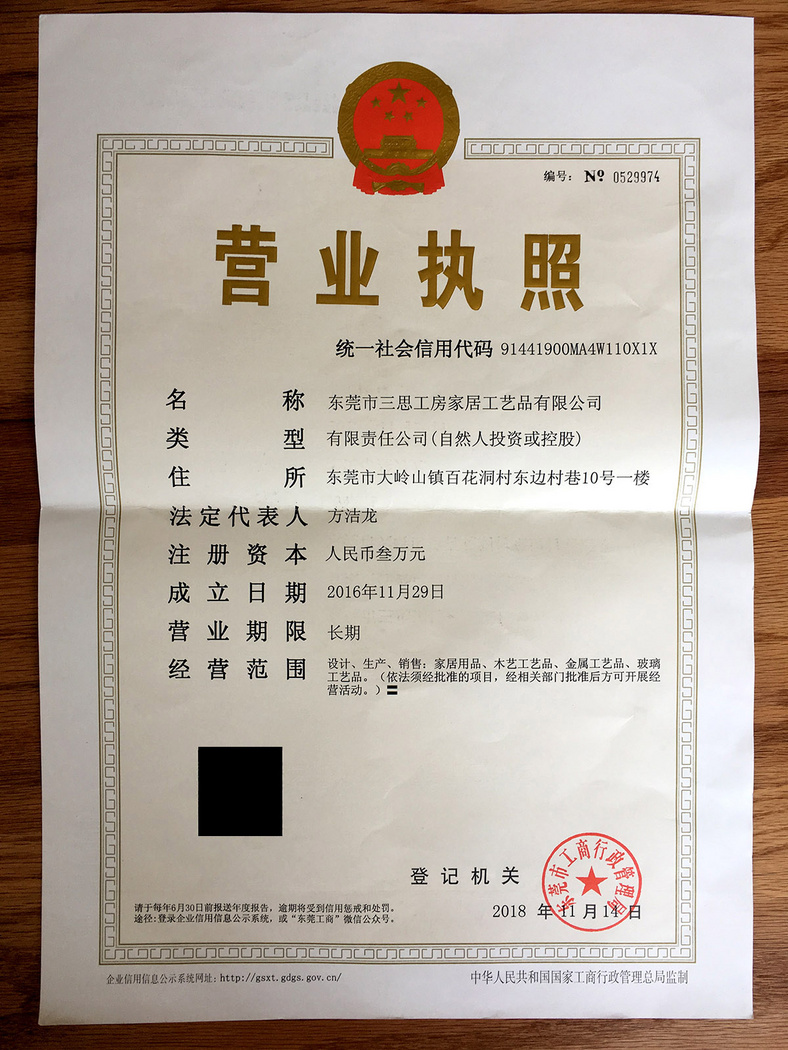 编号： № 0529974
营业执照
统一社会信用代码 91441900MA4W110X1X
名称 东莞市三思工房家居工艺品有限公司
类型 有限责任公司(自然人投资或控股)
住所 东莞市大岭山镇百花洞村东边村巷10号一楼
法定代表人 方洁龙
注册资本 人民币叁万元
成立日期 2016年11月29日
营业期限 长期
经营范围 设计、生产、销售：家居用品、木艺工艺品、金属工艺品、玻璃
工艺品。（依法须经批准的项目，经相关部门批准后方可开展经
营活动。）〓
登记机关
东莞市工商行政管理局
2018 年 11 月 14 日
请于每年6月30日前报送年度报告，逾期将受到信用惩戒和处罚。
途径:登录企业信用信息公示系统，或“东莞工商”微信公众号。
企业信用信息公示系统网址：http://gsxt.gdgs.gov.cn/
中华人民共和国国家工商行政管理总局监制